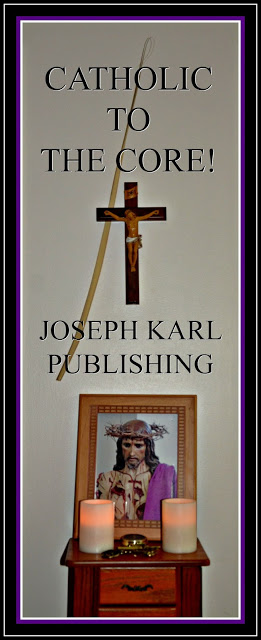 CATHOLIC
TO
THE CORE!
JOSEPH KARL
PUBLISHING